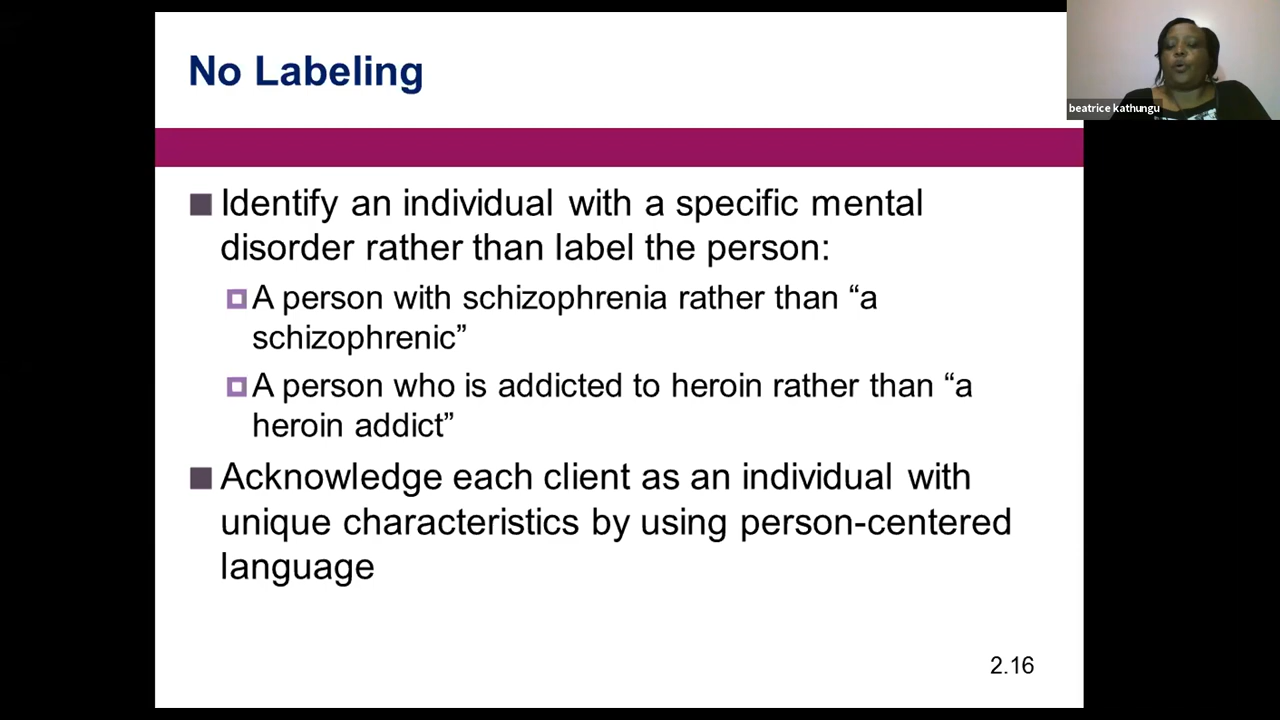 No Labeling
beatrice kathungu
Identify an individual with a specific mental
disorder rather than label the person:
A person with schizophrenia rather than “a
schizophrenic”
A person who is addicted to heroin rather than “a
heroin addict”
Acknowledge each client as an individual with
unique characteristics by using person-centered
language
2.16